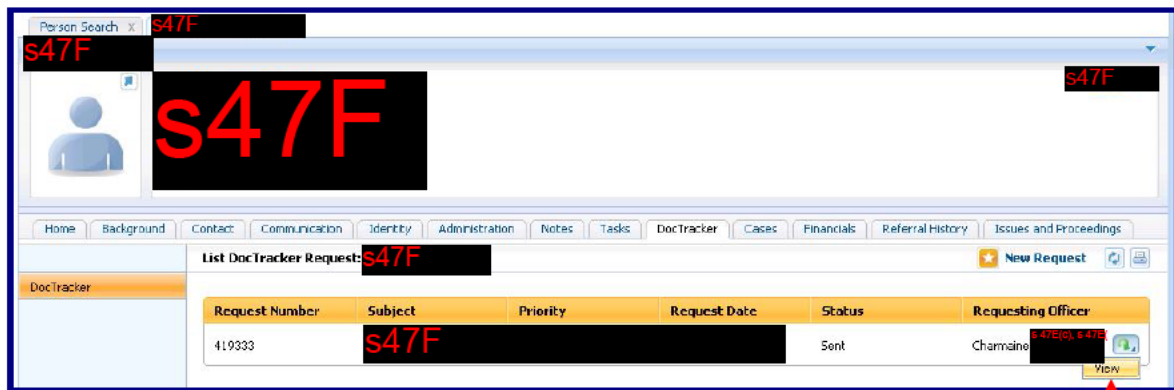 Person Search x s47F
s47F
s47F
s47F
Home Background Contact Communication Identity Administration Notes Tasks DocTracker Cases Financials Referral History Issues and Proceedings
List DocTracker Request: s47F New Request
DocTracker
Request Number Subject Priority Request Date Status Requesting Officer
419333 s47F Sent Charmaine s 47E(c), s 47E(
View